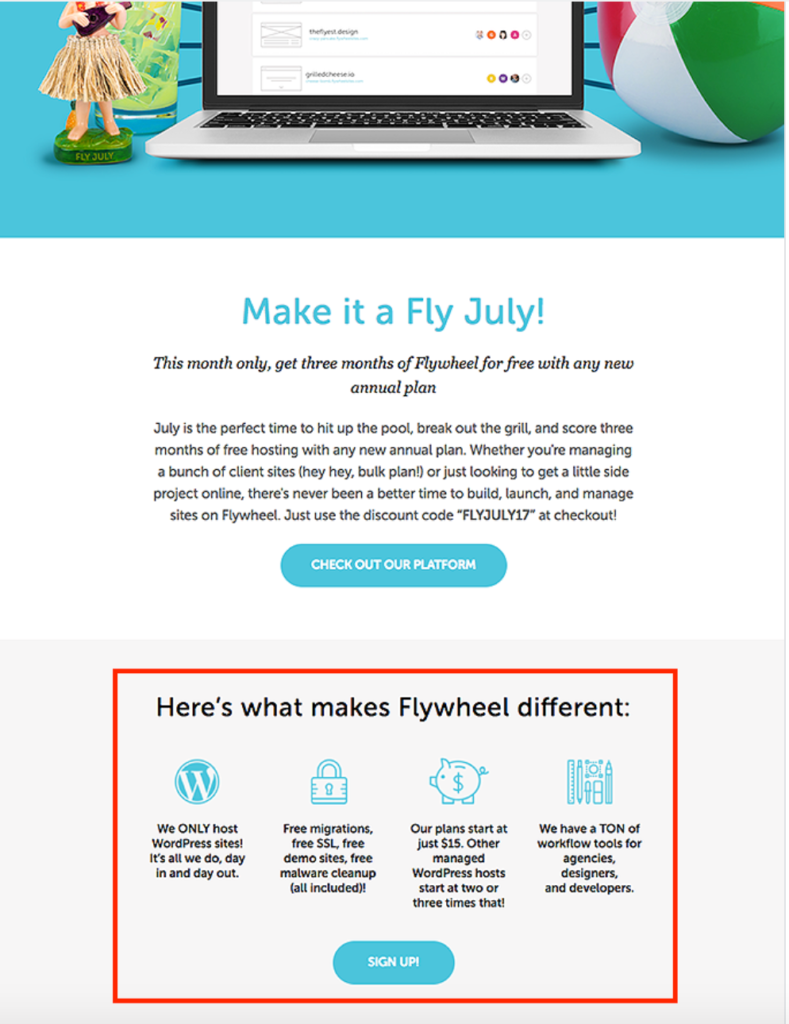 theflyest.design
grilledcheese.io
FLY JULY
Make it a Fly July!
This month only, get three months of Flywheel for free with any new
annual plan
July is the perfect time to hit up the pool, break out the grill, and score three
months of free hosting with any new annual plan. Whether you're managing
a bunch of client sites (hey hey, bulk plan!) or just looking to get a little side
project online, there's never been a better time to build, launch, and manage
sites on Flywheel. Just use the discount code “FLYJULY17” at checkout!
CHECK OUT OUR PLATFORM
Here’s what makes Flywheel different:
We ONLY host
WordPress sites!
It’s all we do, day
in and day out.
Free migrations,
free SSL, free
demo sites, free
malware cleanup
(all included)!
Our plans start at
just $15. Other
managed
WordPress hosts
start at two or
three times that!
We have a TON of
workflow tools for
agencies,
designers,
and developers.
SIGN UP!